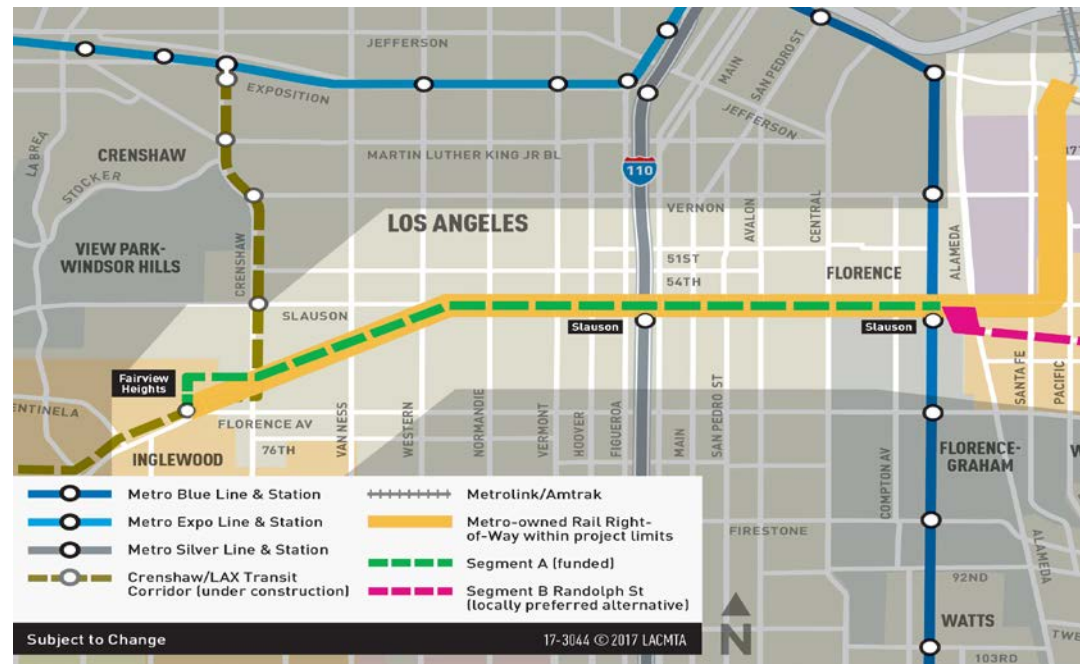 JEFFERSON
MAIN
SAN PEDRO ST
EXPOSITION
JEFFERSON
LA BREA
CRENSHAW
MARTIN LUTHER KING JR BL
110
STOCKER
VERNON
AVALON
CENTRAL
LOS ANGELES
ALAMEDA
VIEW PARK-
WINDSOR HILLS
CRENSHAW
51ST
54TH
FLORENCE
SLAUSON
Slauson
Slauson
Fairview
Heights
SANTA FE
PACIFIC
FLORENCE AV
76TH
INGLEWOOD
VAN NESS
WESTERN
NORMANDIE
VERMONT
HOOVER
FIGUEROA
MAIN
SAN PEDRO ST
COMPTON AV
FLORENCE-
GRAHAM
FIRESTONE
ALAMEDA
92ND
WATTS
103RD
Metro Blue Line & Station
Metro Expo Line & Station
Metro Silver Line & Station
Crenshaw/LAX Transit
Corridor (under construction)
Metrolink/Amtrak
Metro-owned Rail Right-
of-Way within project limits
Segment A (funded)
Segment B Randolph St
(locally preferred alternative)
N
Subject to Change
17-3044 © 2017 LACMTA